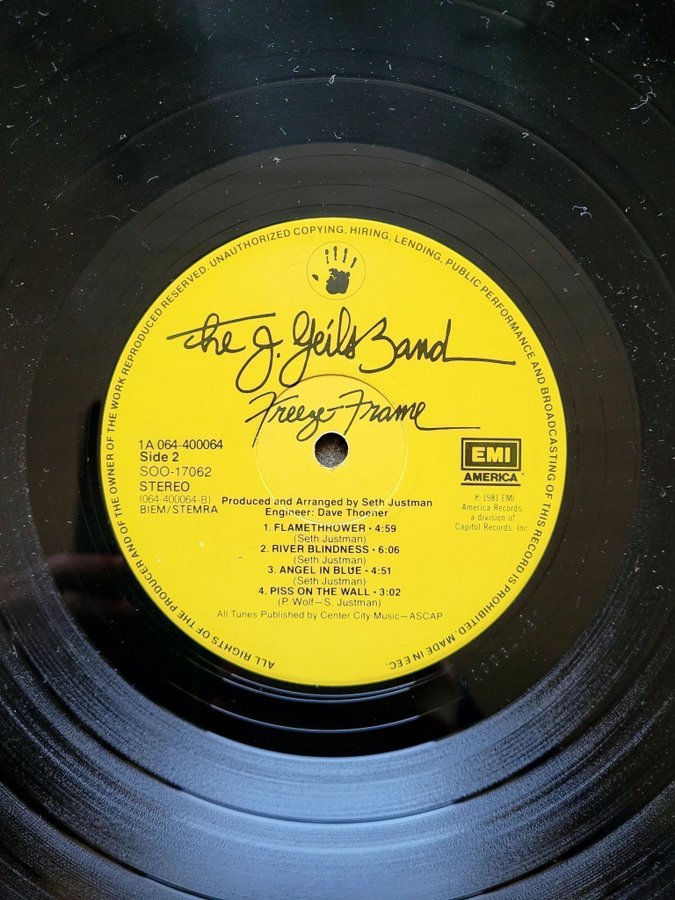 ALL RIGHTS OF THE PRODUCER AND OF THE OWNER OF THE WORK REPRODUCED RESERVED. UNAUTHORIZED COPYING, HIRING, LENDING, PUBLIC PERFORMANCE AND BROADCASTING OF THIS RECORD IS PROHIBITED. MADE IN EEC.
The J. Geils Band
Freeze-Frame
1A 064-400064
Side 2
SOO-17062
STEREO
(064-400064-B)
BIEM/STEMRA
EMI
AMERICA
℗ 1981 EMI
America Records,
a division of
Capitol Records, Inc.
Produced and Arranged by Seth Justman
Engineer: Dave Thoener
1. FLAMETHROWER • 4:59
(Seth Justman)
2. RIVER BLINDNESS • 6:06
(Seth Justman)
3. ANGEL IN BLUE • 4:51
(Seth Justman)
4. PISS ON THE WALL • 3:02
(P. Wolf—S. Justman)
All Tunes Published by Center City Music—ASCAP